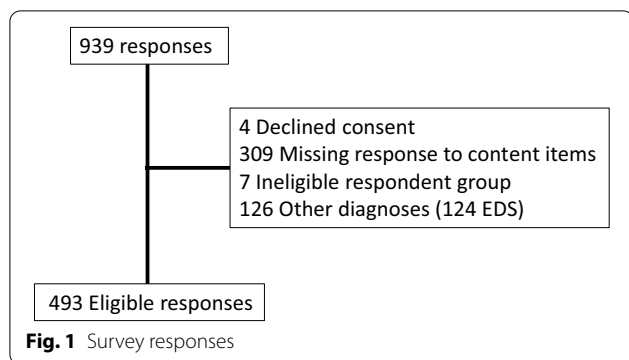 939 responses
4 Declined consent
309 Missing response to content items
7 Ineligible respondent group
126 Other diagnoses (124 EDS)
493 Eligible responses
Fig. 1 Survey responses